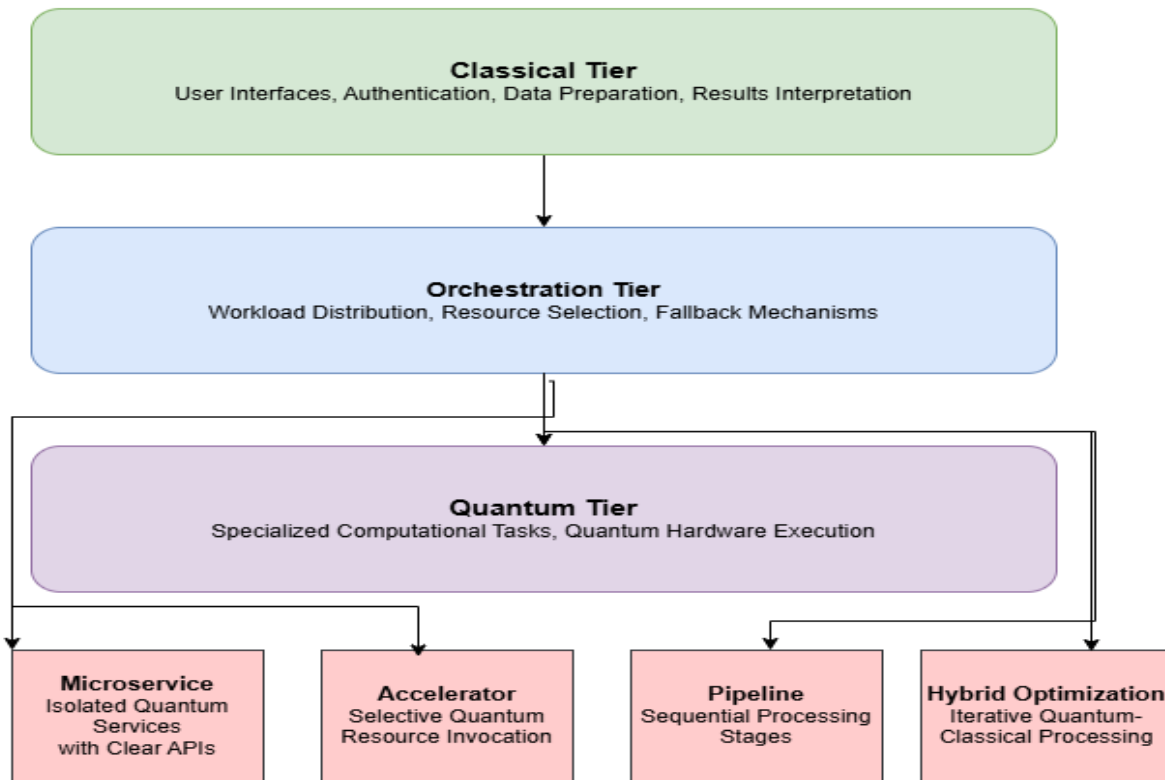 Classical Tier
User Interfaces, Authentication, Data Preparation, Results Interpretation
Orchestration Tier
Workload Distribution, Resource Selection, Fallback Mechanisms
Quantum Tier
Specialized Computational Tasks, Quantum Hardware Execution
Microservice
Isolated Quantum
Services
with Clear APIs
Accelerator
Selective Quantum
Resource Invocation
Pipeline
Sequential Processing
Stages
Hybrid Optimization
Iterative Quantum-
Classical Processing